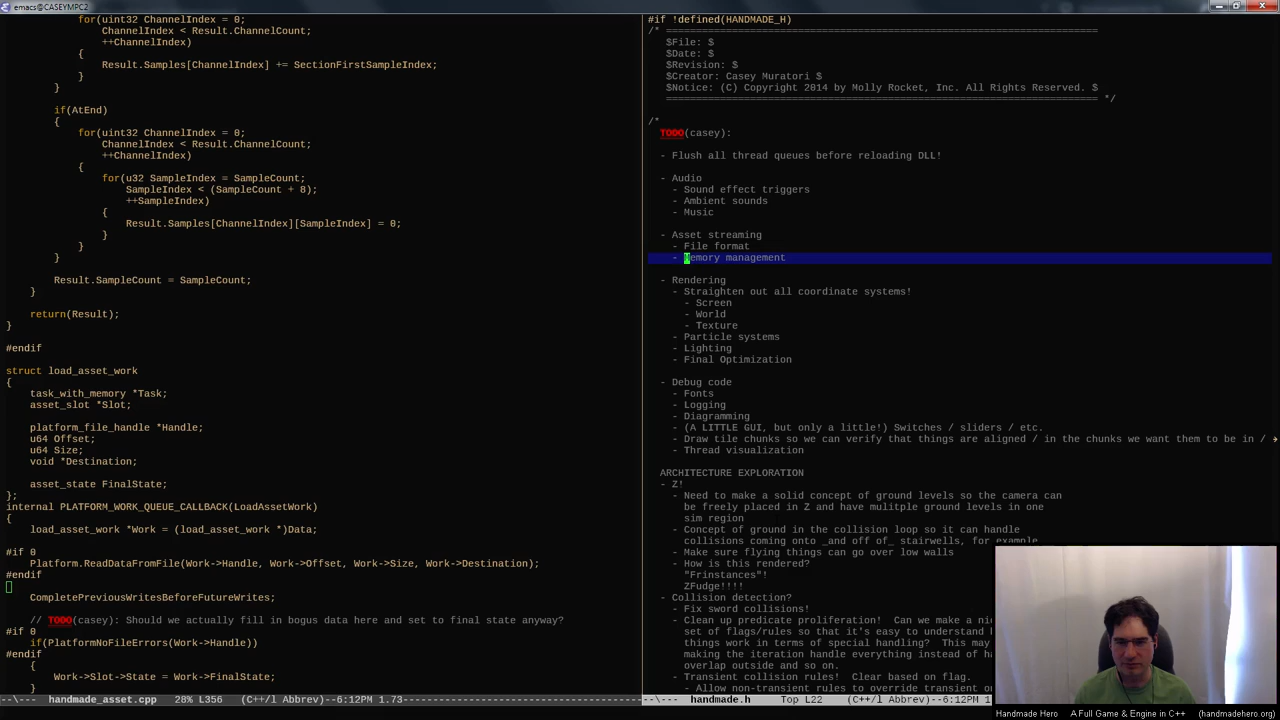 emacs@CASEYMPC2
for(uint32 ChannelIndex = 0;
ChannelIndex < Result.ChannelCount;
++ChannelIndex)
{
Result.Samples[ChannelIndex] += SectionFirstSampleIndex;
}
}
if(AtEnd)
{
for(uint32 ChannelIndex = 0;
ChannelIndex < Result.ChannelCount;
++ChannelIndex)
{
for(u32 SampleIndex = SampleCount;
SampleIndex < (SampleCount + 8);
++SampleIndex)
{
Result.Samples[ChannelIndex][SampleIndex] = 0;
}
}
}
Result.SampleCount = SampleCount;
}
return(Result);
}
#endif
struct load_asset_work
{
task_with_memory *Task;
asset_slot *Slot;
platform_file_handle *Handle;
u64 Offset;
u64 Size;
void *Destination;
asset_state FinalState;
};
internal PLATFORM_WORK_QUEUE_CALLBACK(LoadAssetWork)
{
load_asset_work *Work = (load_asset_work *)Data;
#if 0
Platform.ReadDataFromFile(Work->Handle, Work->Offset, Work->Size, Work->Destination);
#endif
CompletePreviousWritesBeforeFutureWrites;
// TODO(casey): Should we actually fill in bogus data here and set to final state anyway?
#if 0
if(PlatformNoFileErrors(Work->Handle))
#endif
{
Work->Slot->State = Work->FinalState;
}
--\--- handmade_asset.cpp 28% L356 (C++/l Abbrev)--6:12PM 1.73
#if !defined(HANDMADE_H)
/* ========================================================================
$File: $
$Date: $
$Revision: $
$Creator: Casey Muratori $
$Notice: (C) Copyright 2014 by Molly Rocket, Inc. All Rights Reserved. $
======================================================================== */
/*
TODO(casey):
- Flush all thread queues before reloading DLL!
- Audio
- Sound effect triggers
- Ambient sounds
- Music
- Asset streaming
- File format
- Memory management
- Rendering
- Straighten out all coordinate systems!
- Screen
- World
- Texture
- Particle systems
- Lighting
- Final Optimization
- Debug code
- Fonts
- Logging
- Diagramming
- (A LITTLE GUI, but only a little!) Switches / sliders / etc.
- Draw tile chunks so we can verify that things are aligned / in the chunks we want them to be in /
- Thread visualization
ARCHITECTURE EXPLORATION
- Z!
- Need to make a solid concept of ground levels so the camera can
be freely placed in Z and have mulitple ground levels in one
sim region
- Concept of ground in the collision loop so it can handle
collisions coming onto _and off of_ stairwells, for example.
- Make sure flying things can go over low walls
- How is this rendered?
"Frinstances"!
ZFudge!!!!
- Collision detection?
- Fix sword collisions!
- Clean up predicate proliferation! Can we make a
set of flags/rules so that it's easy to understand
things work in terms of special handling? This may
making the iteration handle everything instead of
overlap outside and so on.
- Transient collision rules! Clear based on flag.
- Allow non-transient rules to override transient
--\--- handmade.h Top L22 (C++/l Abbrev)--6:12PM 1
Handmade Hero A Full Game & Engine in C++ (handmadehero.org)